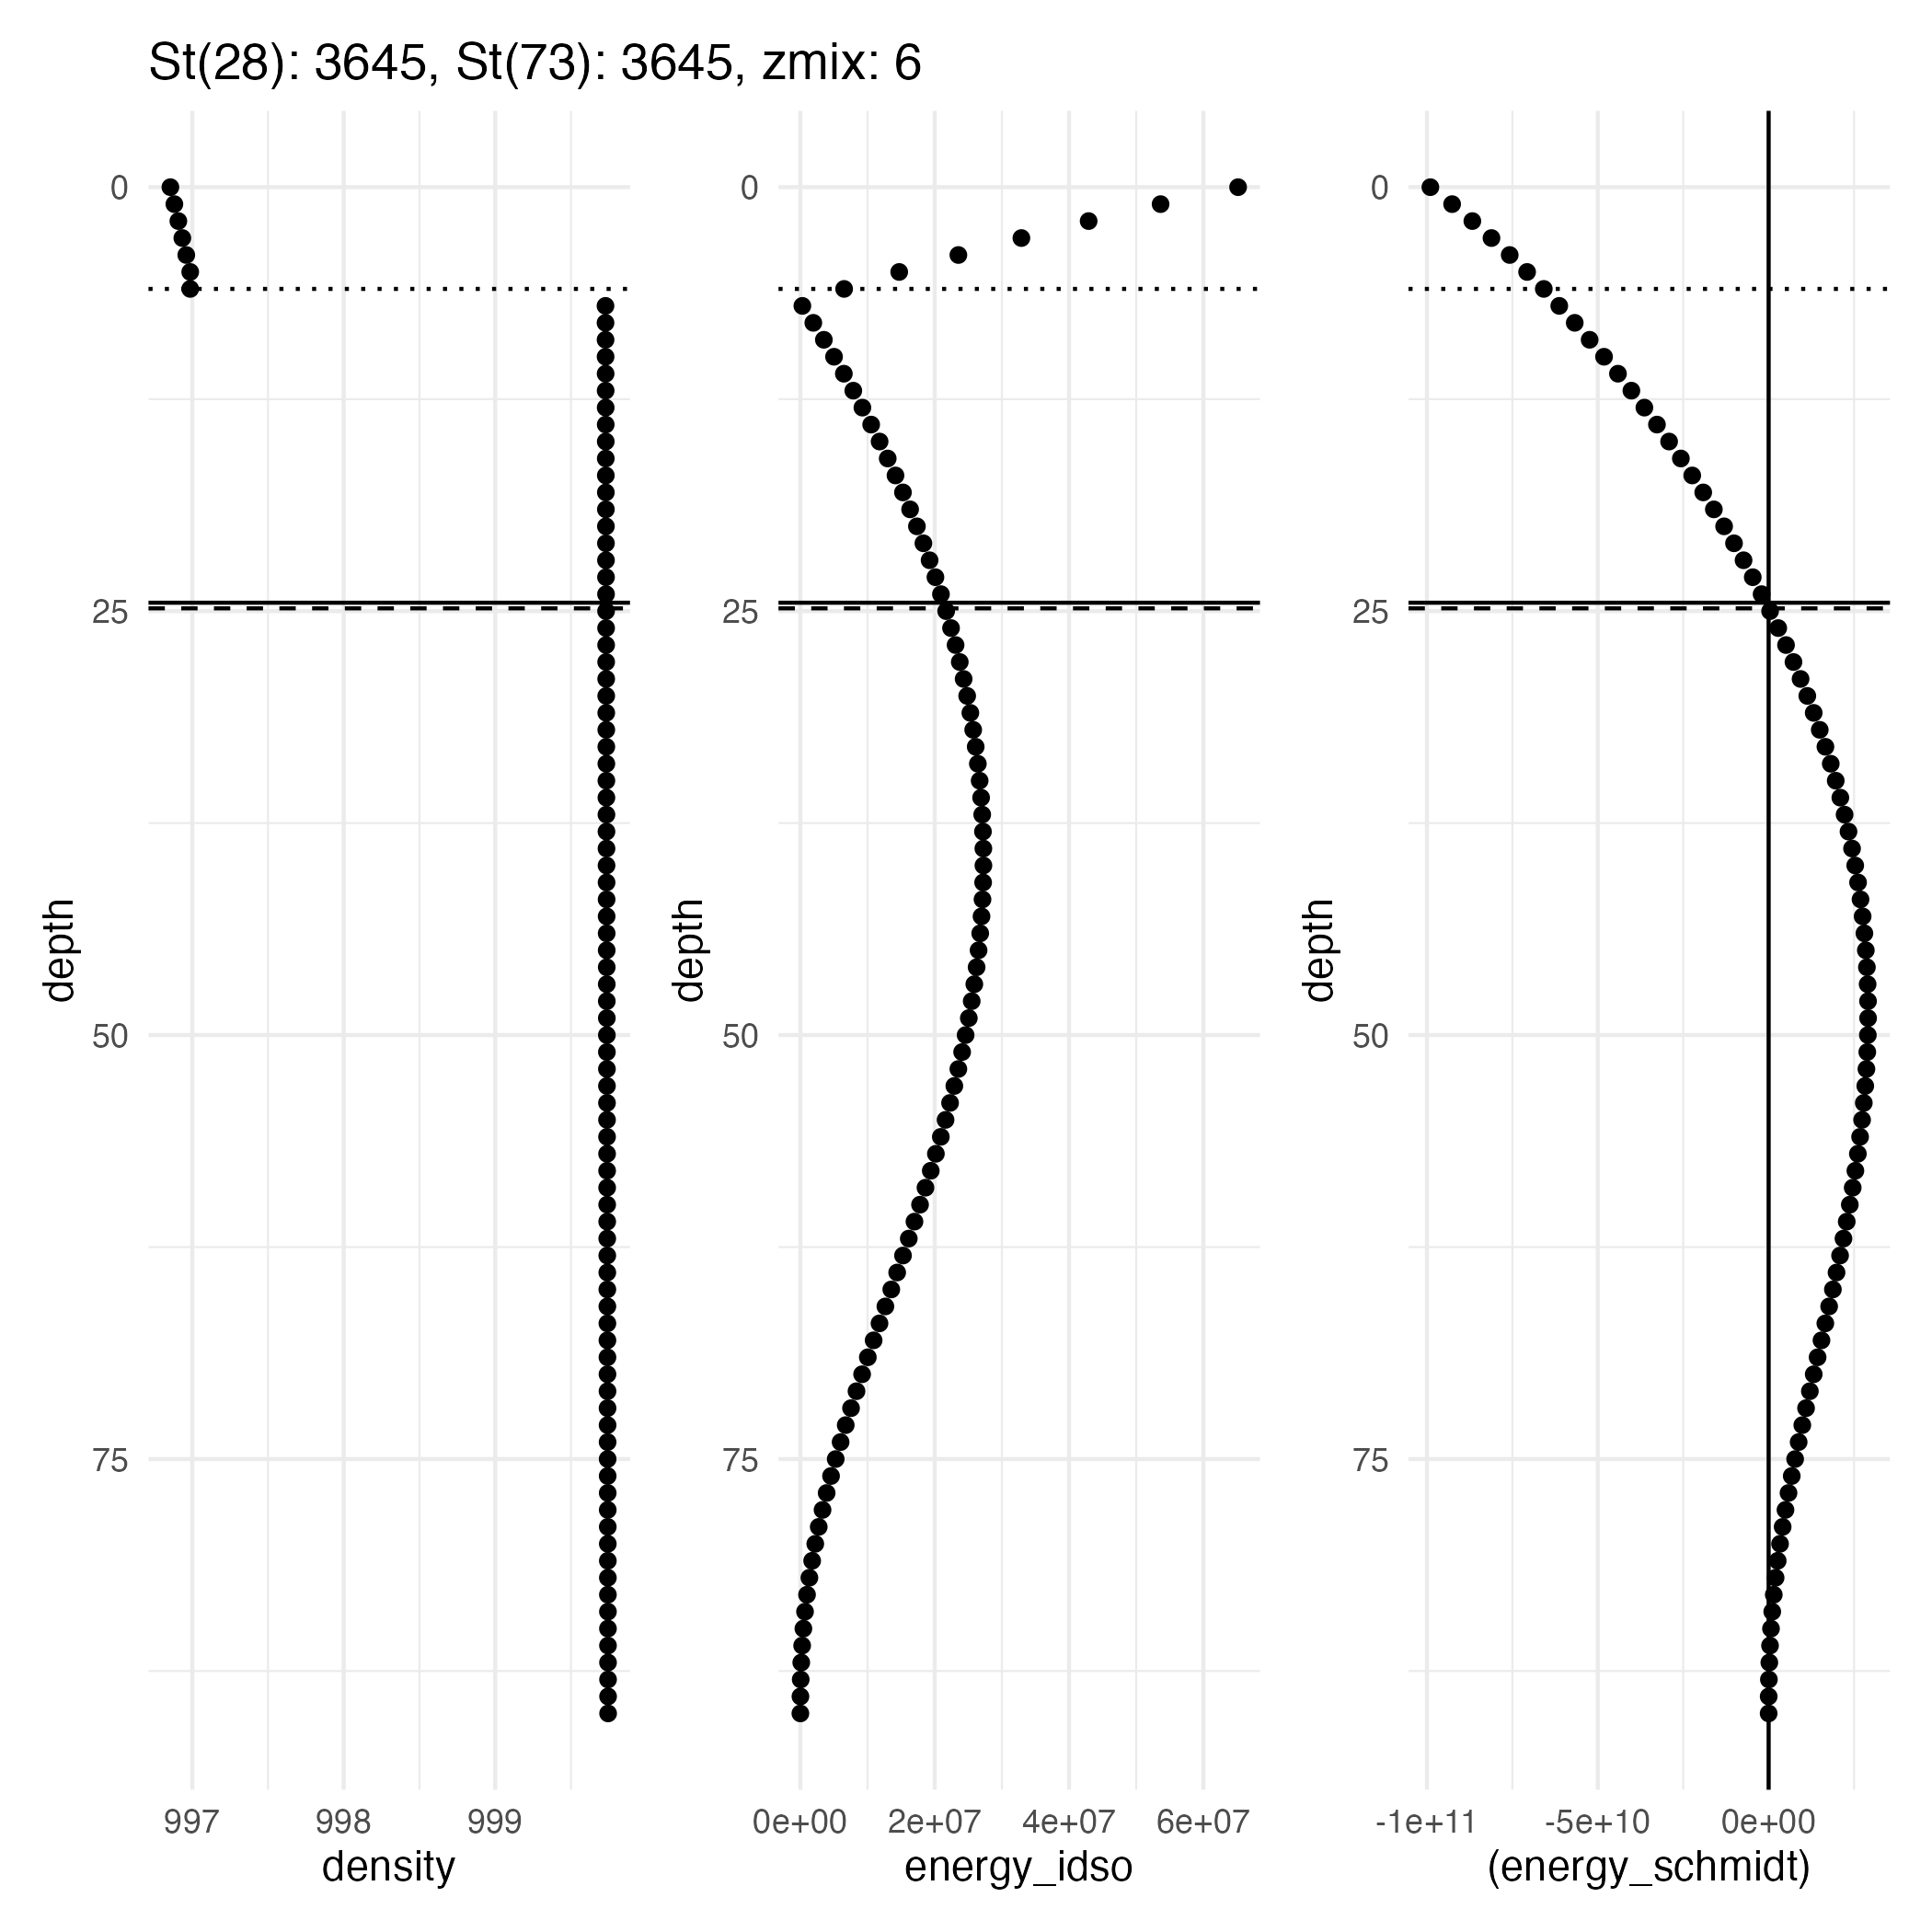 St(28): 3645, St(73): 3645, zmix: 6
0
25
50
75
depth
997 998 999
density
0
25
50
75
depth
0e+00 2e+07 4e+07 6e+07
energy_idso
0
25
50
75
depth
-1e+11 -5e+10 0e+00
(energy_schmidt)